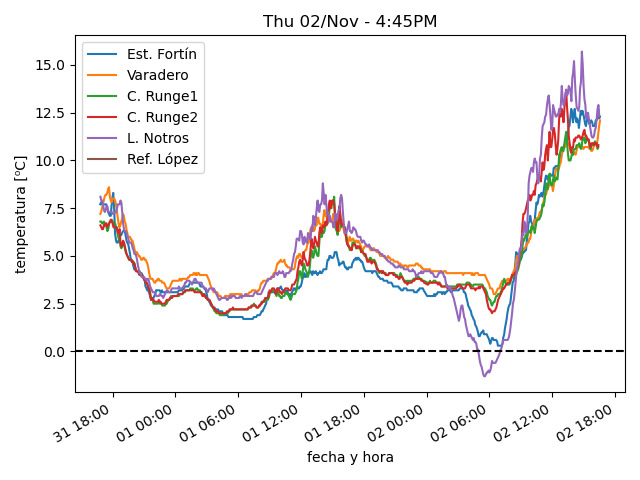 Thu 02/Nov - 4:45PM
Est. Fortín
Varadero
C. Runge1
C. Runge2
L. Notros
Ref. López
temperatura [ºC]
15.0
12.5
10.0
7.5
5.0
2.5
0.0
31 18:00
01 00:00
01 06:00
01 12:00
01 18:00
02 00:00
02 06:00
02 12:00
02 18:00
fecha y hora